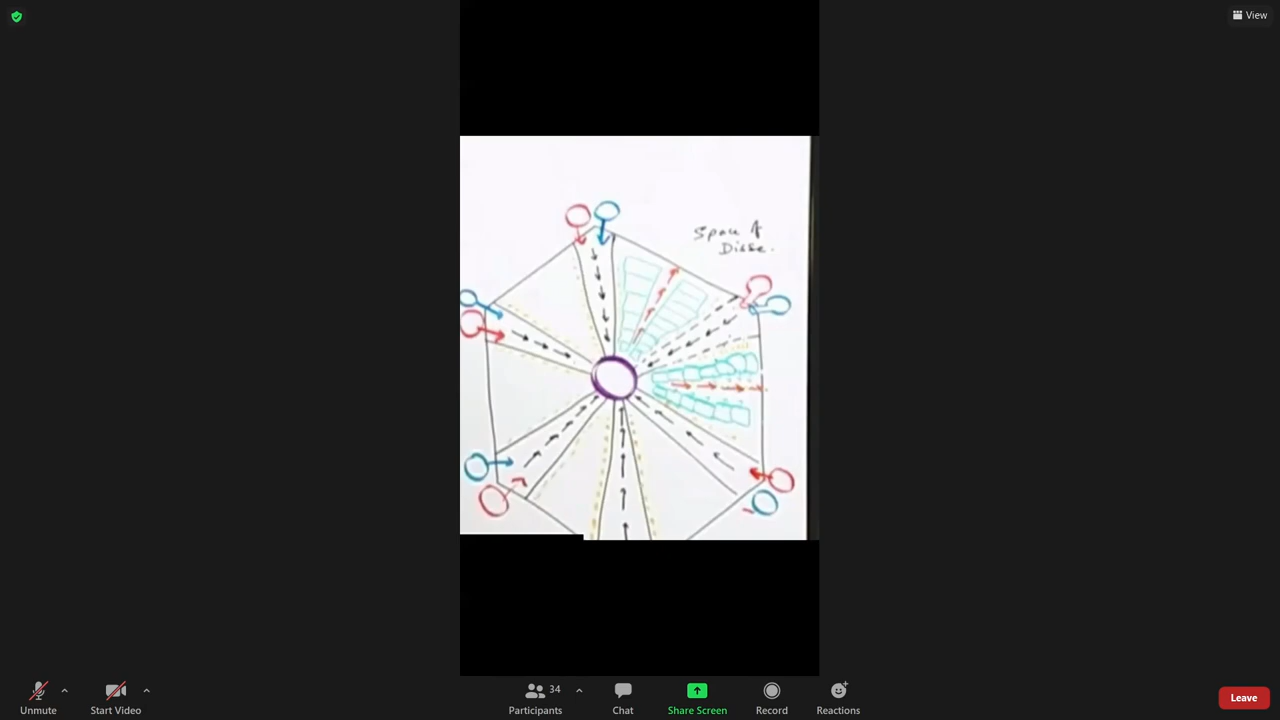 View
Space of
Disse.
Unmute
Start Video
34
Participants
Chat
Share Screen
Record
Reactions
Leave